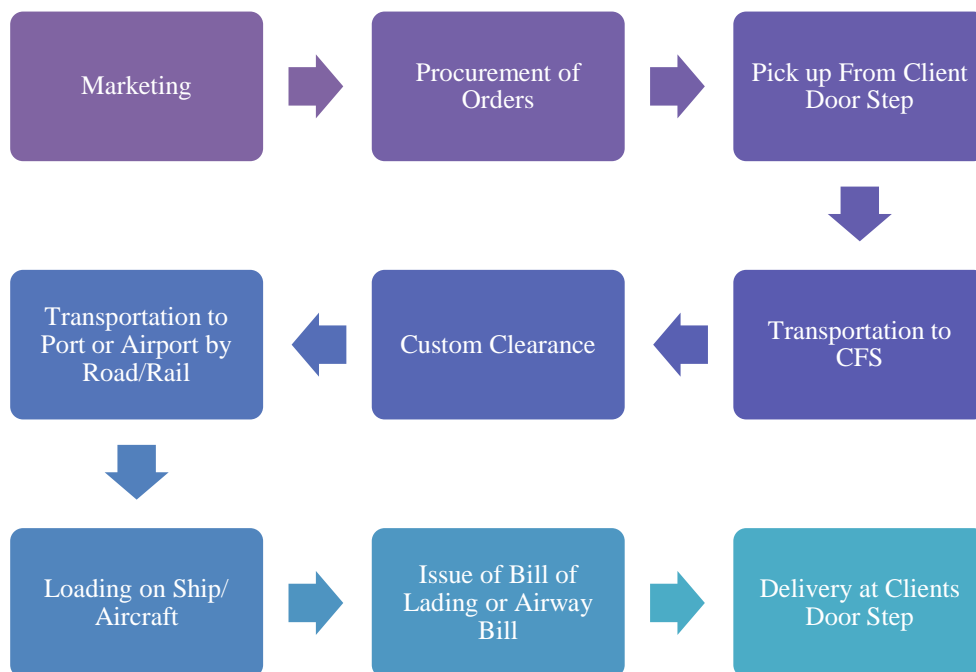 Marketing
Procurement of
Orders
Pick up From Client
Door Step
Transportation to
CFS
Custom Clearance
Transportation to
Port or Airport by
Road/Rail
Loading on Ship/
Aircraft
Issue of Bill of
Lading or Airway
Bill
Delivery at Clients
Door Step